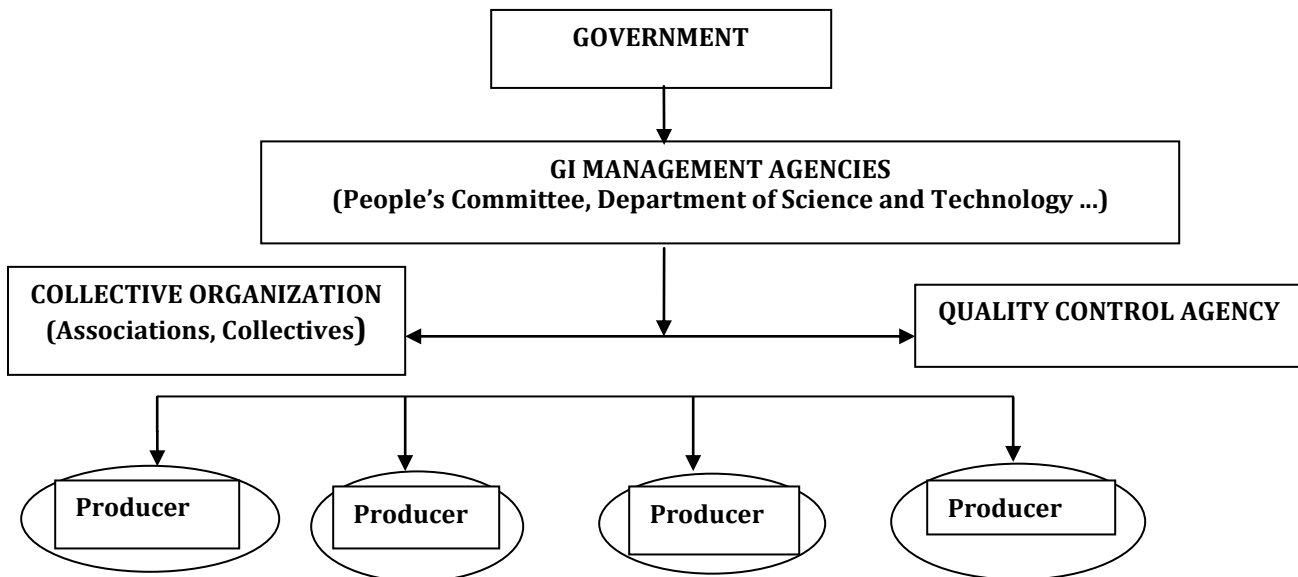 GOVERNMENT
GI MANAGEMENT AGENCIES
(People’s Committee, Department of Science and Technology ...)
COLLECTIVE ORGANIZATION
(Associations, Collectives)
QUALITY CONTROL AGENCY
Producer
Producer
Producer
Producer